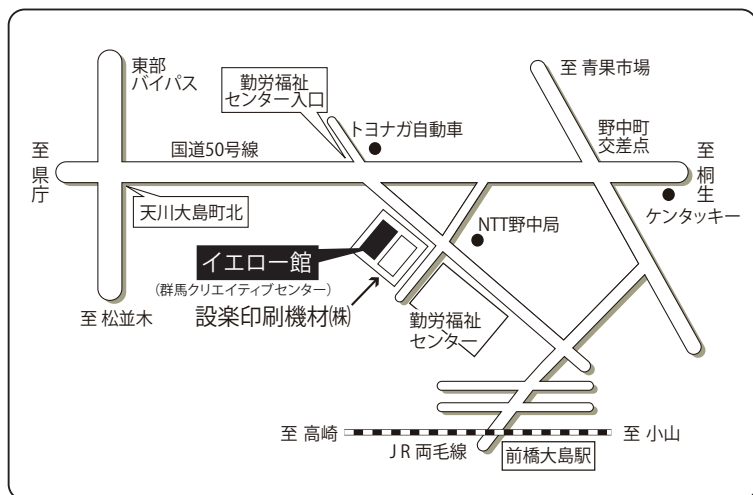 東部
バイパス
勤労福祉
センター入口
至 青果市場
トヨナガ自動車
野中町
交差点
国道50号線
至 県庁
至 桐生
天川大島町北
ケンタッキー
NTT野中局
イエロー館
(群馬クリエイティブセンター)
設楽印刷機材㈱
勤労福祉
センター
至 松並木
至 高崎
至 小山
JR両毛線
前橋大島駅